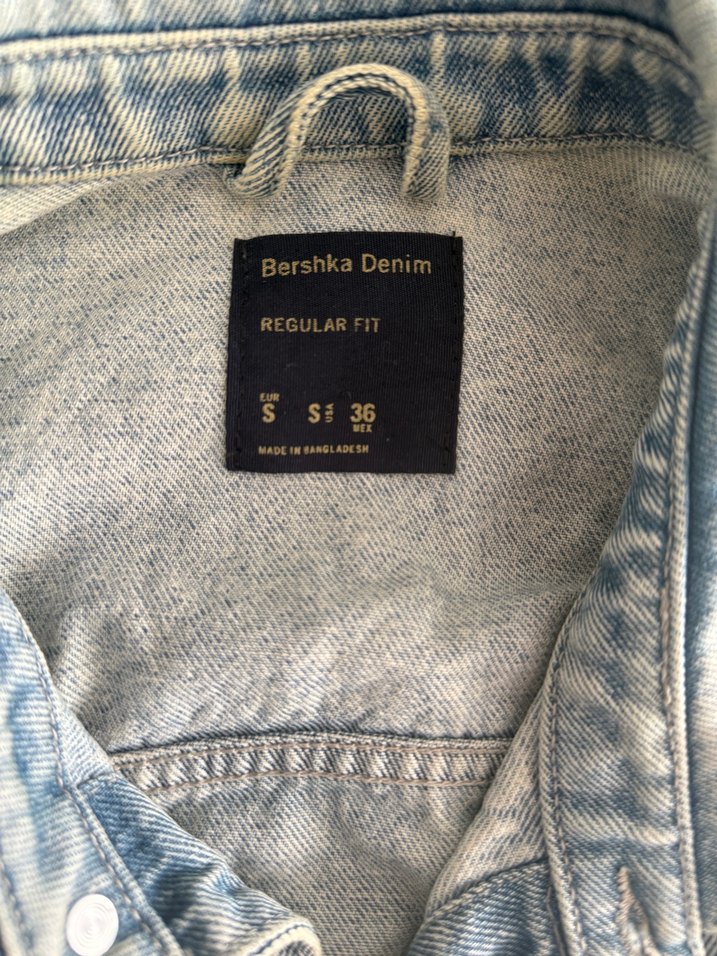 Bershka Denim
REGULAR FIT
EUR
S S USA 36
MEX
MADE IN BANGLADESH